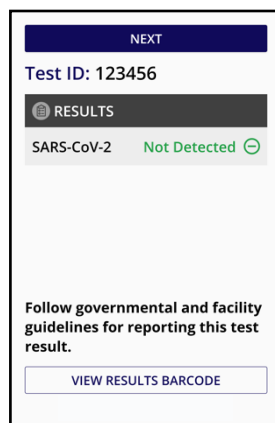 NEXT
Test ID: 123456
RESULTS
SARS-CoV-2 Not Detected
Follow governmental and facility
guidelines for reporting this test
result.
VIEW RESULTS BARCODE